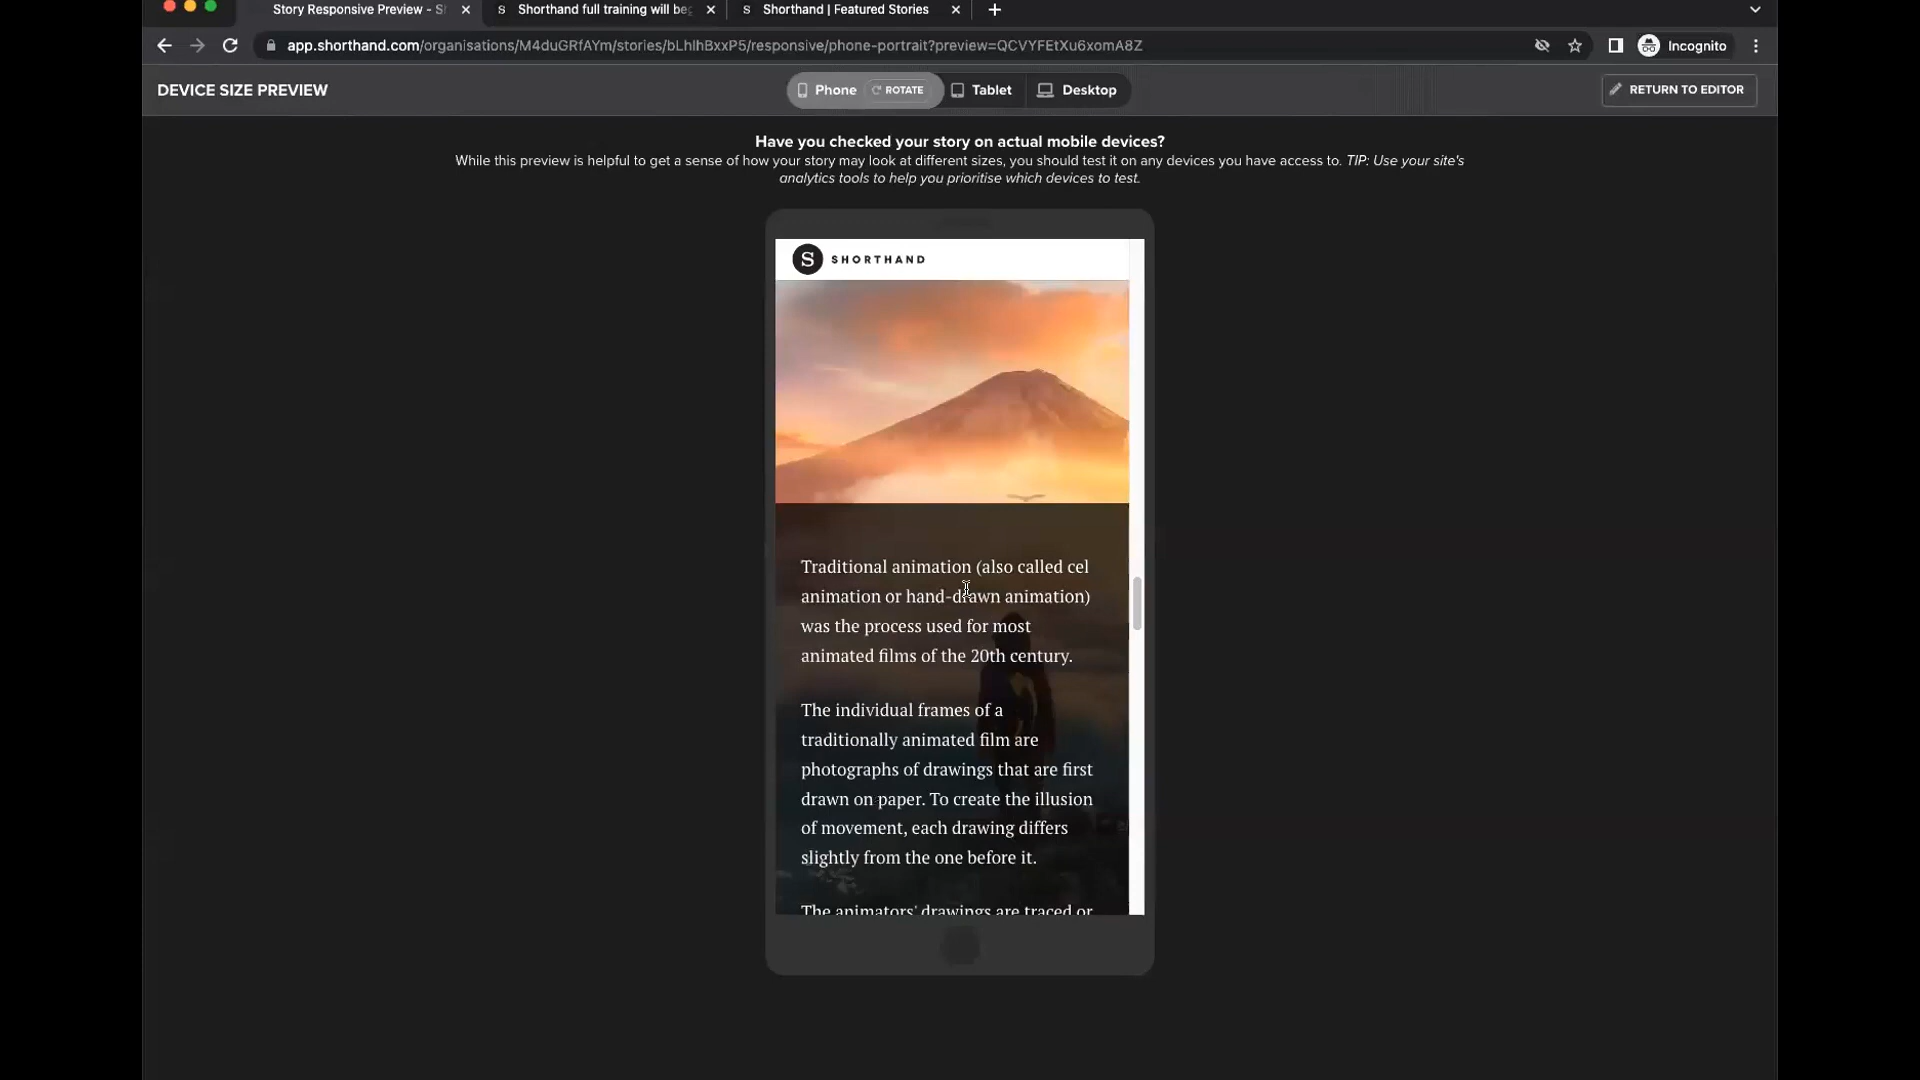 Story Responsive Preview - S
Shorthand full training will be
Shorthand | Featured Stories
app.shorthand.com/organisations/M4duGRfAYm/stories/bLhlhBxxP5/responsive/phone-portrait?preview=QCVYFEtXu6xomA8Z
Incognito
DEVICE SIZE PREVIEW
Phone
ROTATE
Tablet
Desktop
RETURN TO EDITOR
Have you checked your story on actual mobile devices?
While this preview is helpful to get a sense of how your story may look at different sizes, you should test it on any devices you have access to. TIP: Use your site's
analytics tools to help you prioritise which devices to test.
S SHORTHAND
Traditional animation (also called cel
animation or hand-drawn animation)
was the process used for most
animated films of the 20th century.
The individual frames of a
traditionally animated film are
photographs of drawings that are first
drawn on paper. To create the illusion
of movement, each drawing differs
slightly from the one before it.
The animators' drawings are traced or